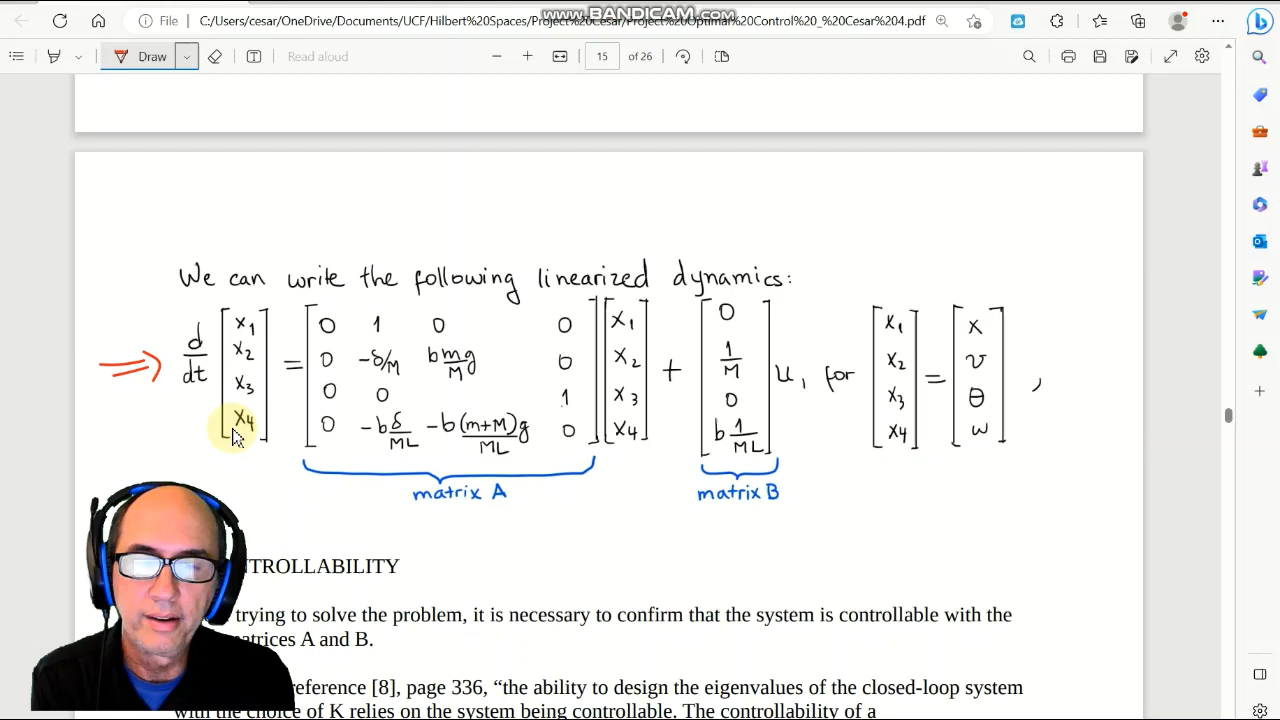 www.BANDICAM.com
File C:/Users/cesar/OneDrive/Documents/UCF/Hilbert%20Spaces/Project%20Optimal%20Control%20_%20Cesar%204.pdf
Draw Read aloud 15 of 26
We can write the following linearized dynamics:
d/dt [x1 x2 x3 x4] = [0 1 0 0; 0 -δ/M bmg/M 0; 0 0 1; 0 -bδ/ML -b(m+M)g/ML 0] [x1 x2 x3 x4] + [0 1/M 0 b1/ML] u, for [x1 x2 x3 x4] = [x v θ w],
matrix A matrix B
NTROLLABILITY
trying to solve the problem, it is necessary to confirm that the system is controllable with the
matrices A and B.
reference [8], page 336, “the ability to design the eigenvalues of the closed-loop system
with the choice of K relies on the system being controllable. The controllability of a